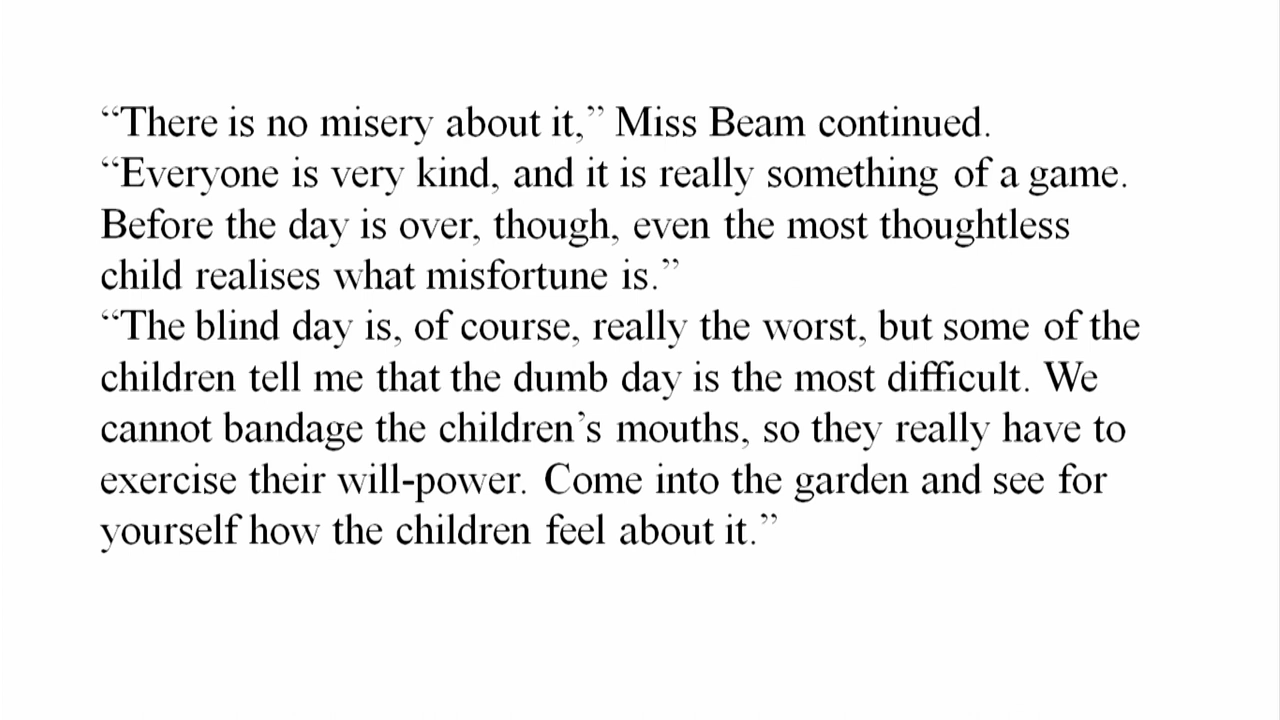 “There is no misery about it,” Miss Beam continued.
“Everyone is very kind, and it is really something of a game.
Before the day is over, though, even the most thoughtless
child realises what misfortune is.”
“The blind day is, of course, really the worst, but some of the
children tell me that the dumb day is the most difficult. We
cannot bandage the children’s mouths, so they really have to
exercise their will-power. Come into the garden and see for
yourself how the children feel about it.”